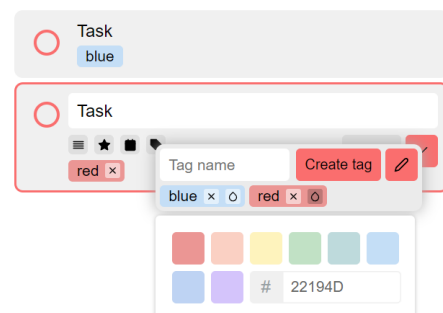 Task
blue
Task
red
Tag name Create tag
blue red
# 22194D